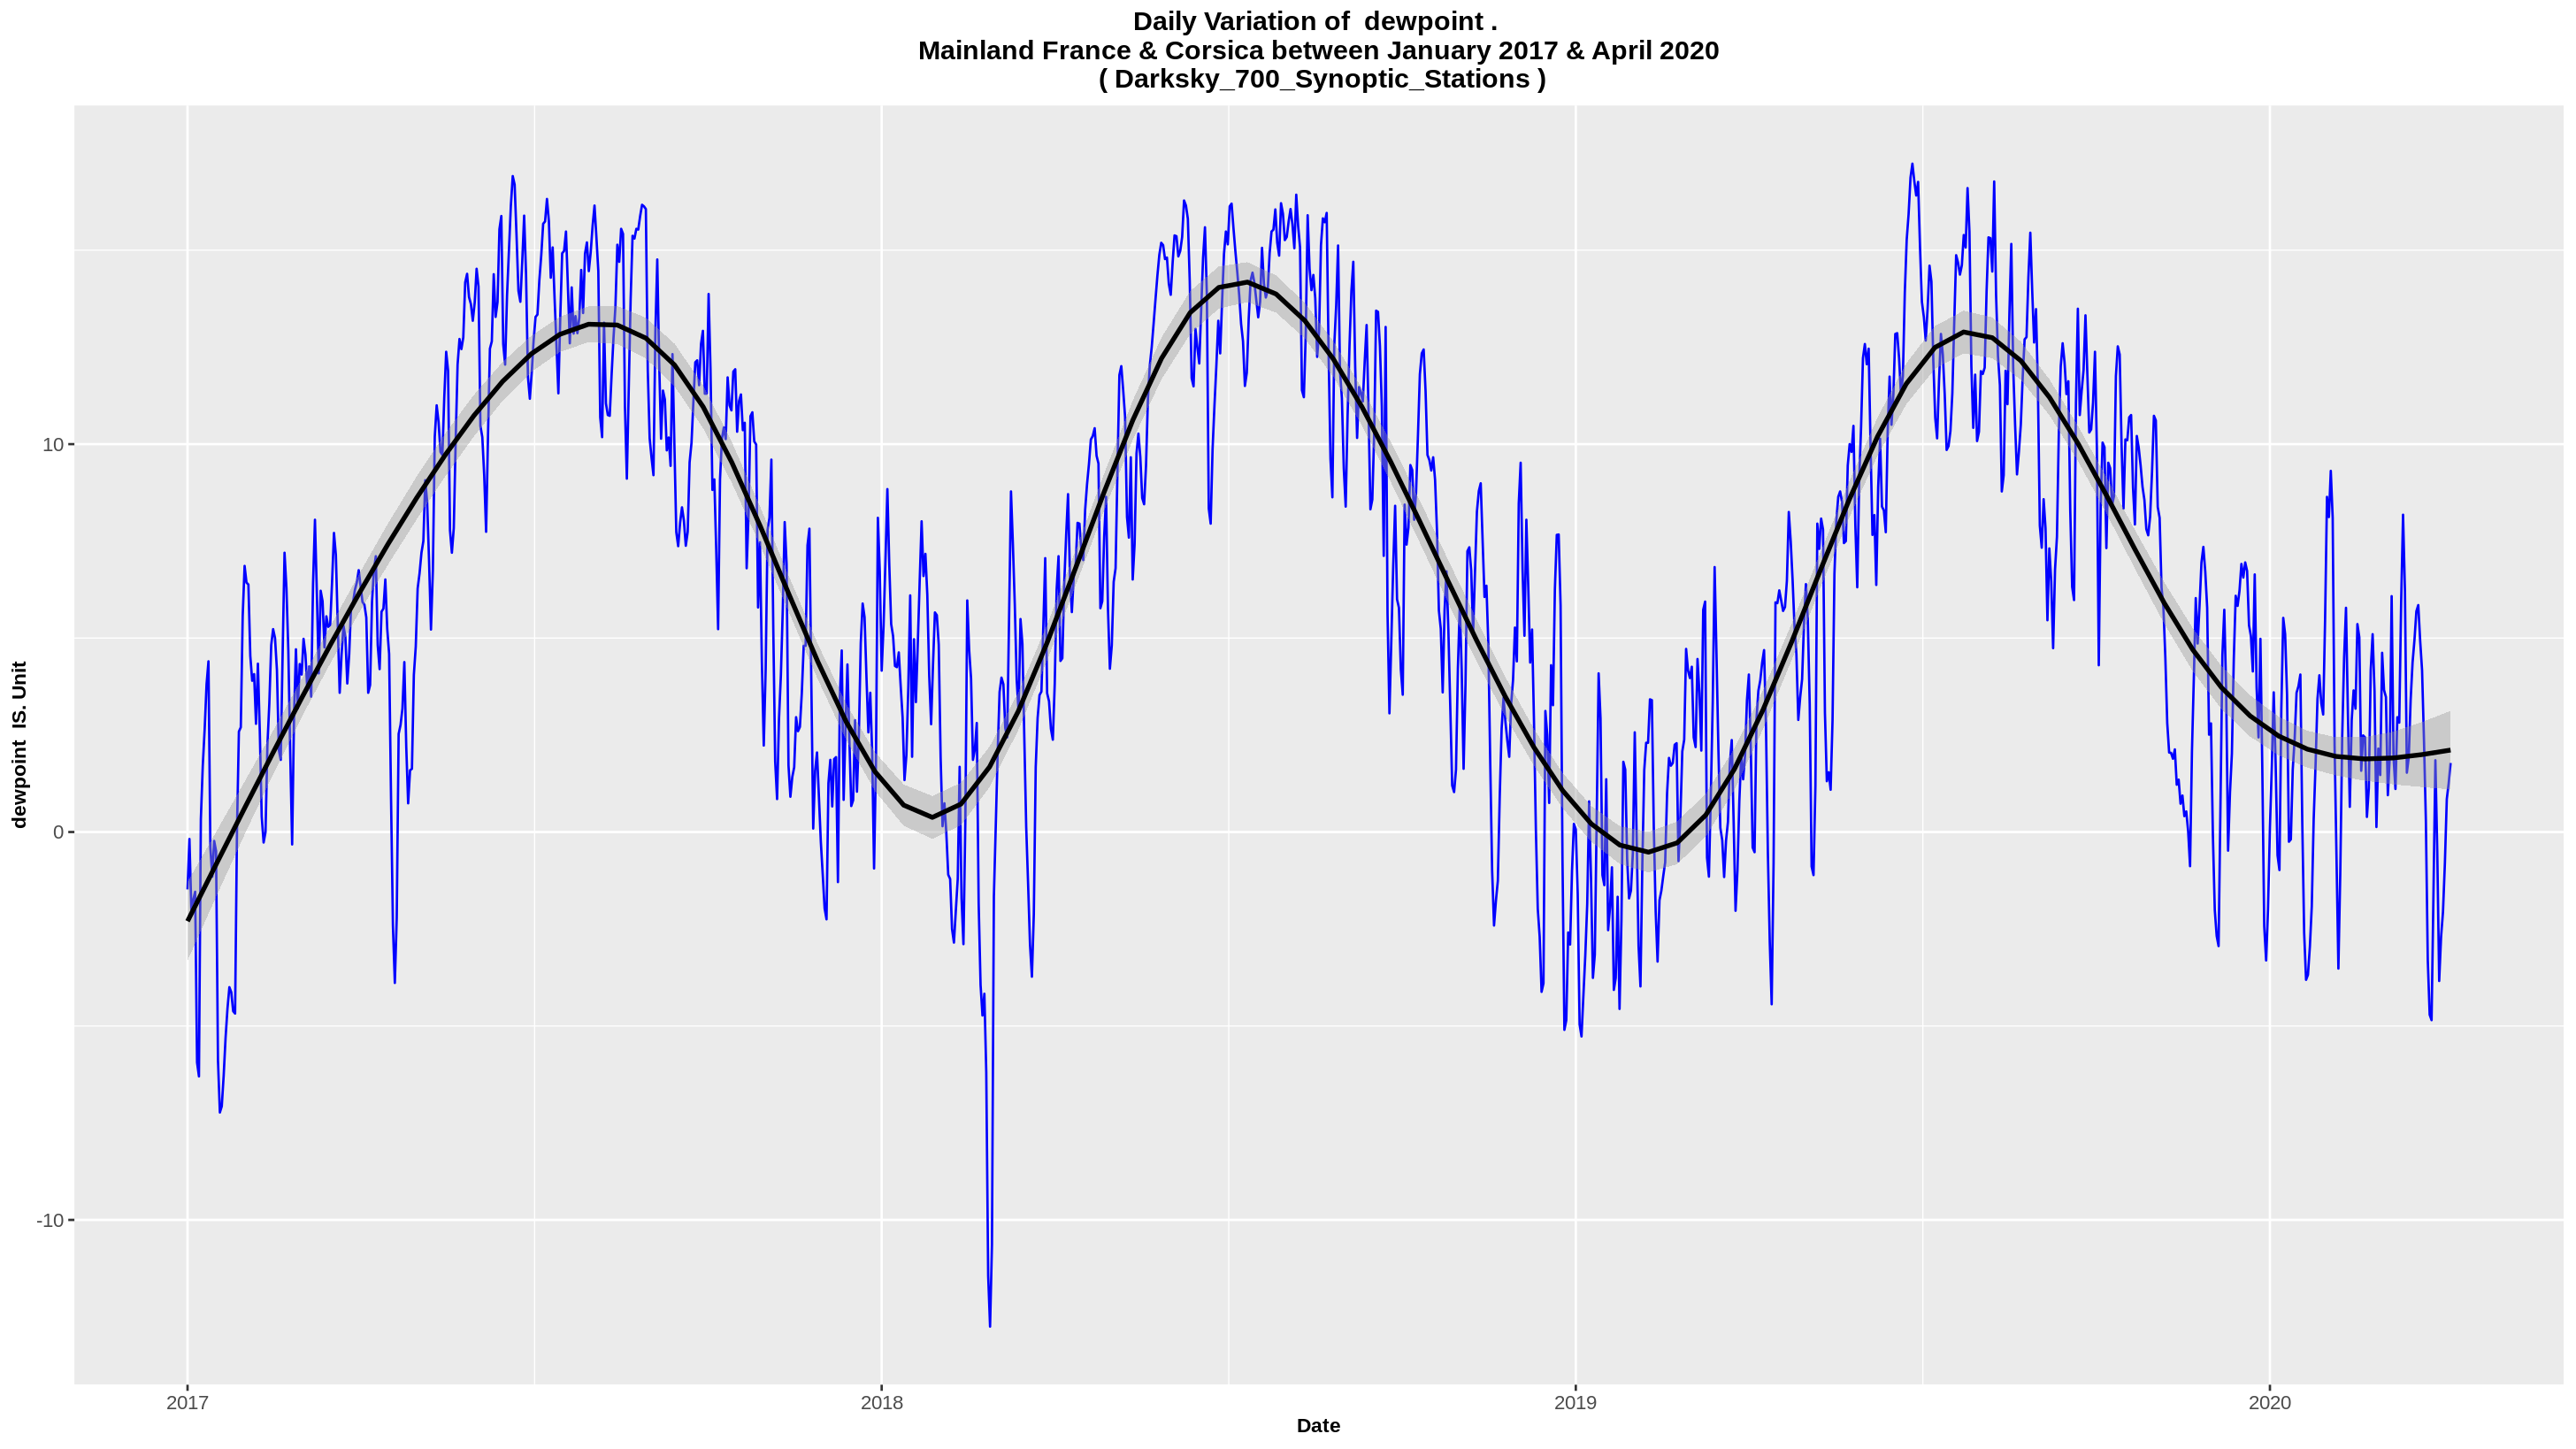 Daily Variation of  dewpoint .
Mainland France & Corsica between January 2017 & April 2020
( Darksky_700_Synoptic_Stations )
dewpoint  IS. Unit
10
0
-10
2017
2018
2019
2020
Date